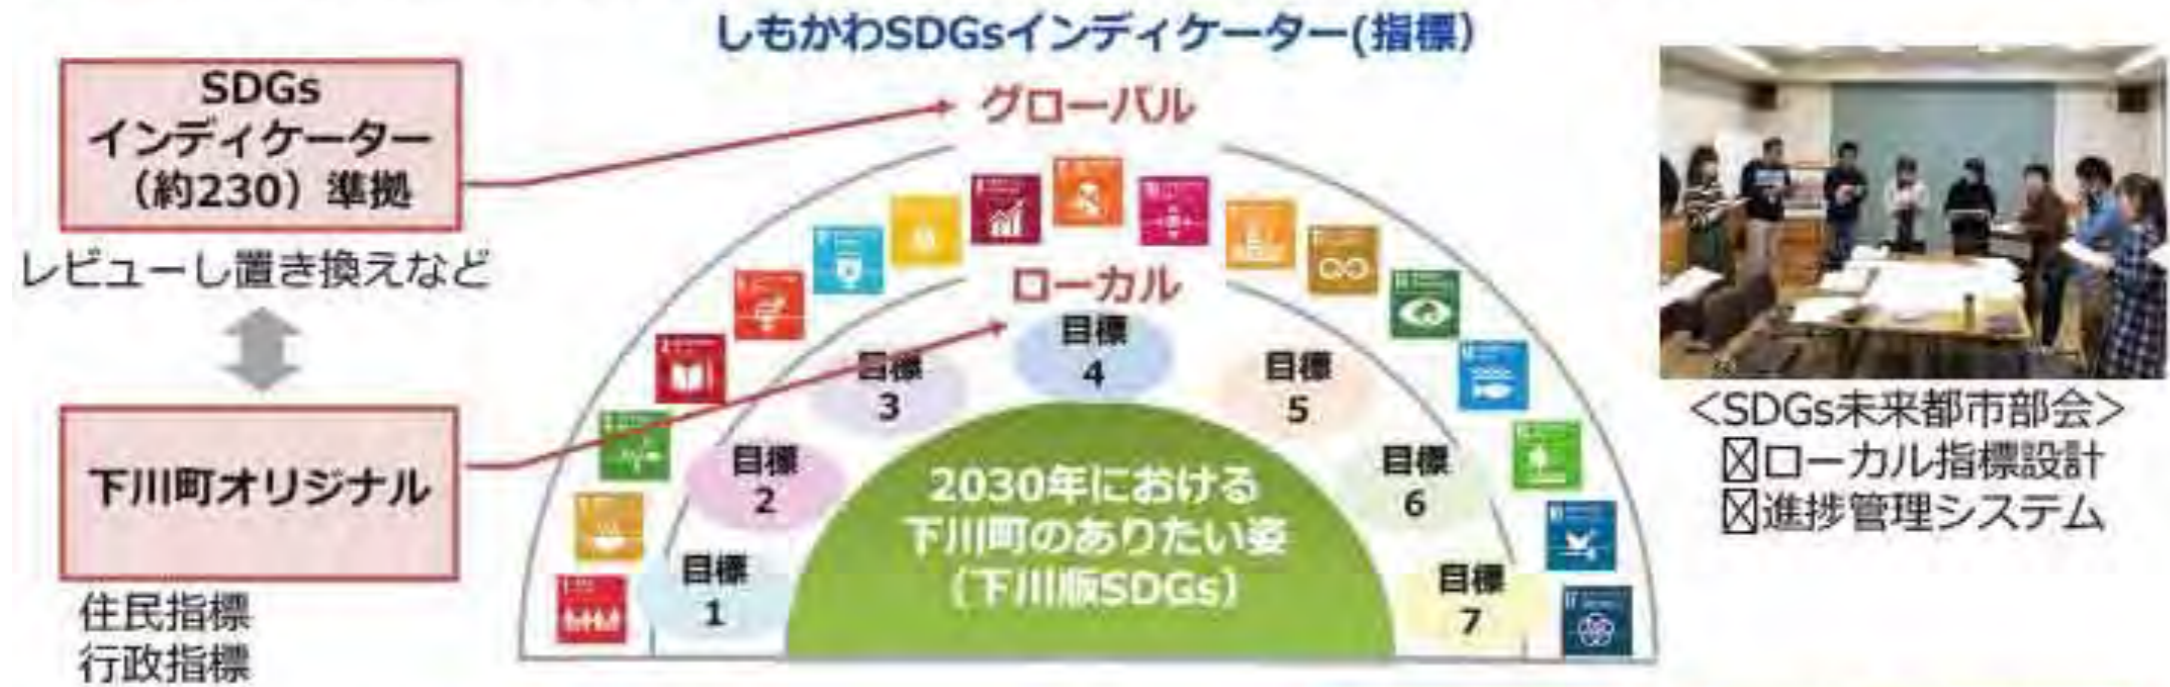 しもかわSDGsインディケーター(指標)
SDGs
インディケーター
（約230）準拠
レビューし置き換えなど
下川町オリジナル
住民指標
行政指標
グローバル
ローカル
目標
1
目標
2
目標
3
目標
4
目標
5
目標
6
目標
7
2030年における
下川町のありたい姿
（下川版SDGs）
＜SDGs未来都市部会＞
☒ローカル指標設計
☒進捗管理システム